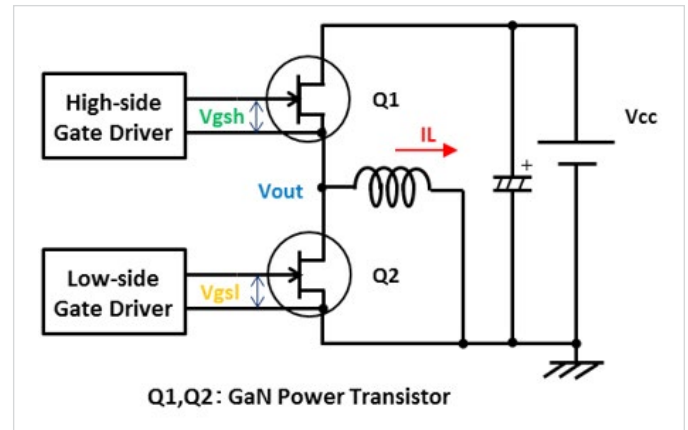 High-side
Gate Driver
Vgsh
Q1
Vcc
IL
+
Vout
Low-side
Gate Driver
Vgsl
Q2
Q1,Q2: GaN Power Transistor